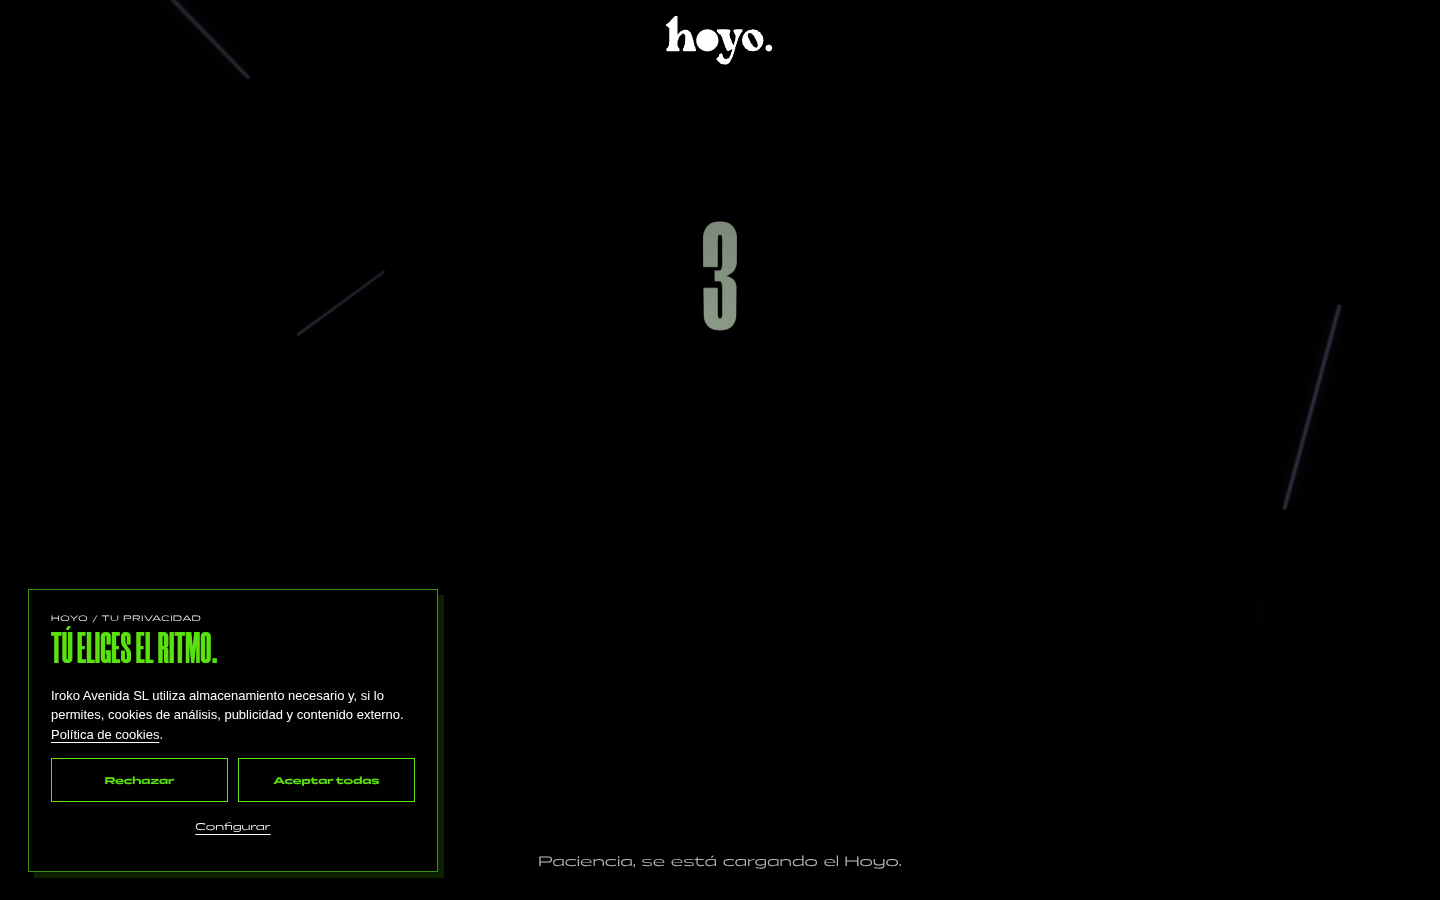 hoyo.
3
HOYO / TU PRIVACIDAD
TÚ ELIGES EL RITMO.
Iroko Avenida SL utiliza almacenamiento necesario y, si lo
permites, cookies de análisis, publicidad y contenido externo.
Política de cookies.
Rechazar
Aceptar todas
Configurar
Paciencia, se está cargando el Hoyo.